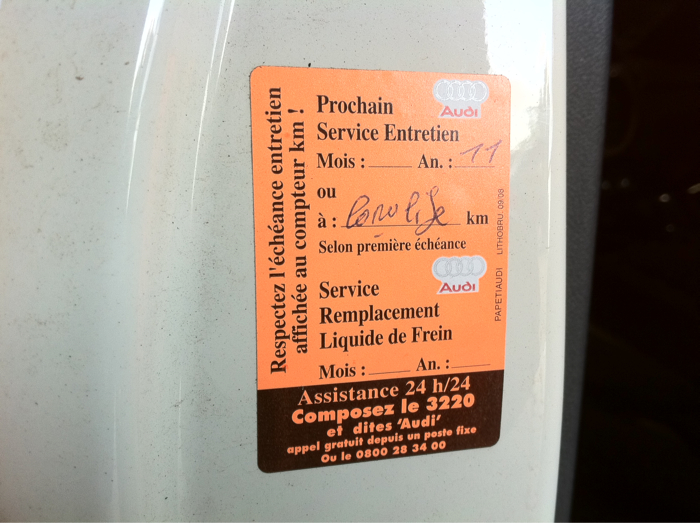 Respectez l'échéance entretien
affichée au compteur km !
Prochain
Audi
Service Entretien
Mois : An. : 11
ou
à : km
Selon première échéance
Audi
Service
Remplacement
Liquide de Frein
Mois : An. :
Assistance 24 h/24
Composez le 3220
et dites 'Audi'
appel gratuit depuis un poste fixe
Ou le 0800 28 34 00
PAPETIAUDI LITHOBRU 09/06